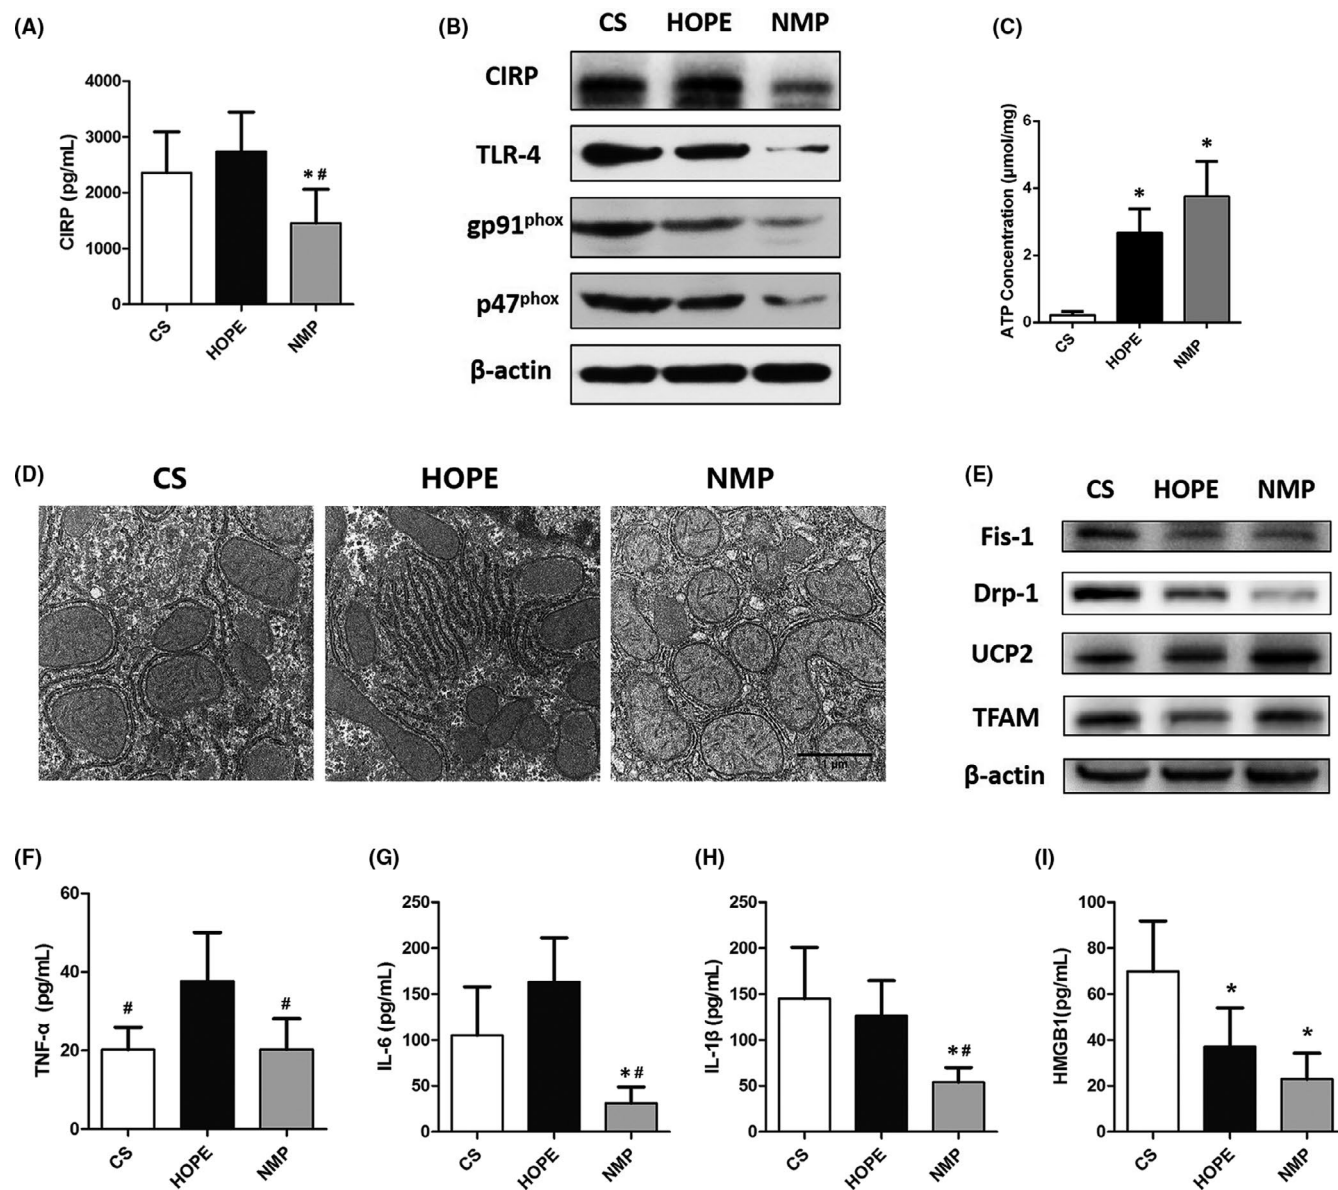 (A)
CIRP (pg/mL)
4000
3000
2000
1000
0
*#
CS
HOPE
NMP
(B)
CS HOPE NMP
CIRP
TLR-4
gp91phox
p47phox
β-actin
(C)
ATP Concentration (μmol/mg)
6
4
2
0
*
*
CS
HOPE
NMP
(D)
CS HOPE NMP
1 μm
(E)
CS HOPE NMP
Fis-1
Drp-1
UCP2
TFAM
β-actin
(F)
TNF-α (pg/mL)
60
40
20
0
#
#
CS
HOPE
NMP
(G)
IL-6 (pg/mL)
250
200
150
100
50
0
*#
CS
HOPE
NMP
(H)
IL-1β (pg/mL)
250
200
150
100
50
0
*#
CS
HOPE
NMP
(I)
HMGB1(pg/mL)
100
80
60
40
20
0
*
*
CS
HOPE
NMP